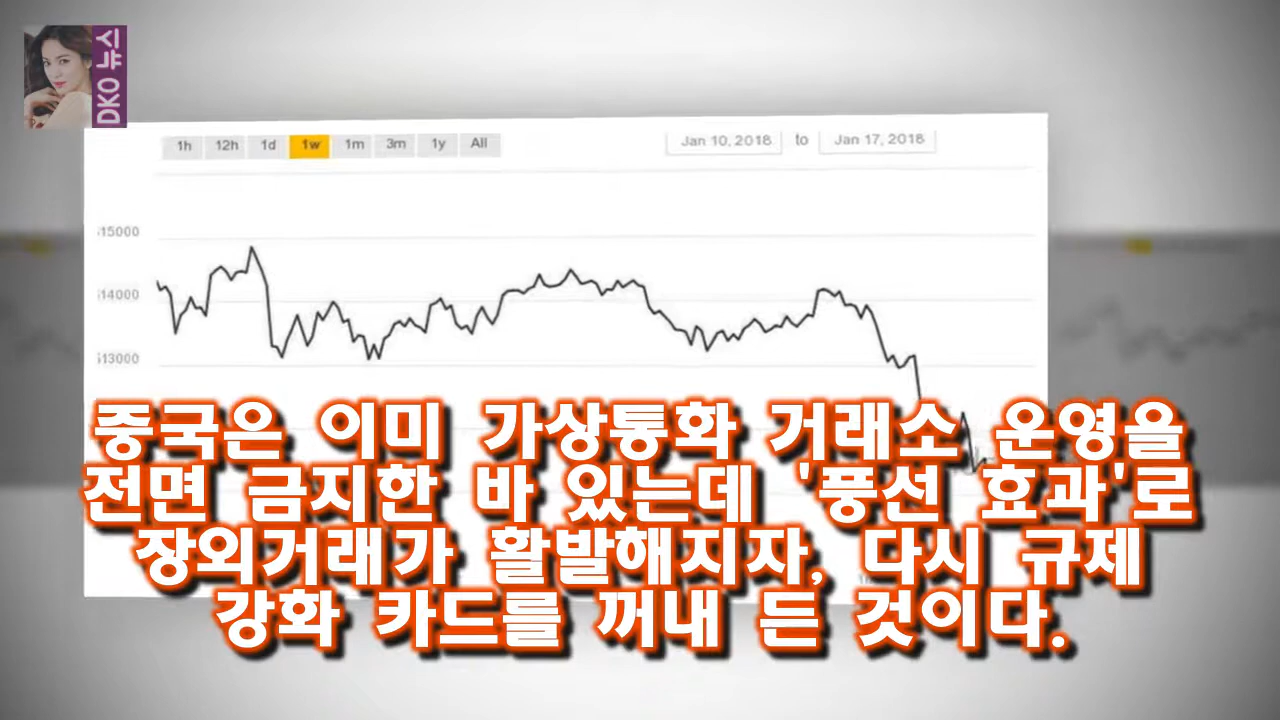 DKO 뉴스
1h 12h 1d 1w 1m 3m 1y All
Jan 10, 2018 to Jan 17, 2018
$15000
$14000
$13000
중국은 이미 가상통화 거래소 운영을
전면 금지한 바 있는데 '풍선 효과'로
장외거래가 활발해지자, 다시 규제
강화 카드를 꺼내 든 것이다.